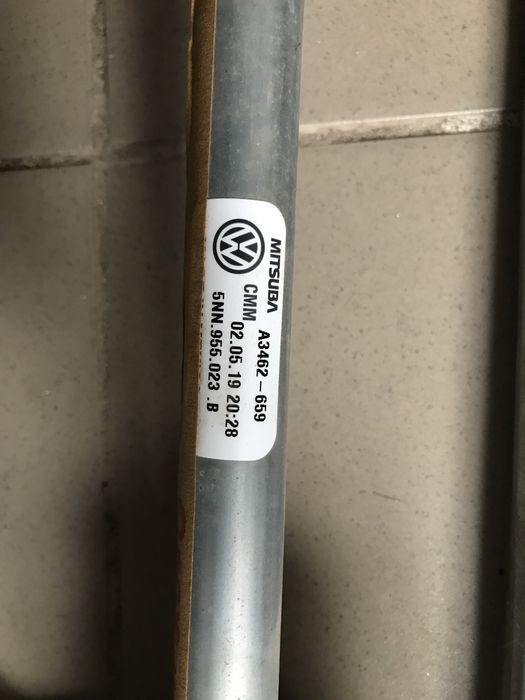 MITSUBA
A3462-659
CMM
02.05.19 20:28
5NN.955.023 .B